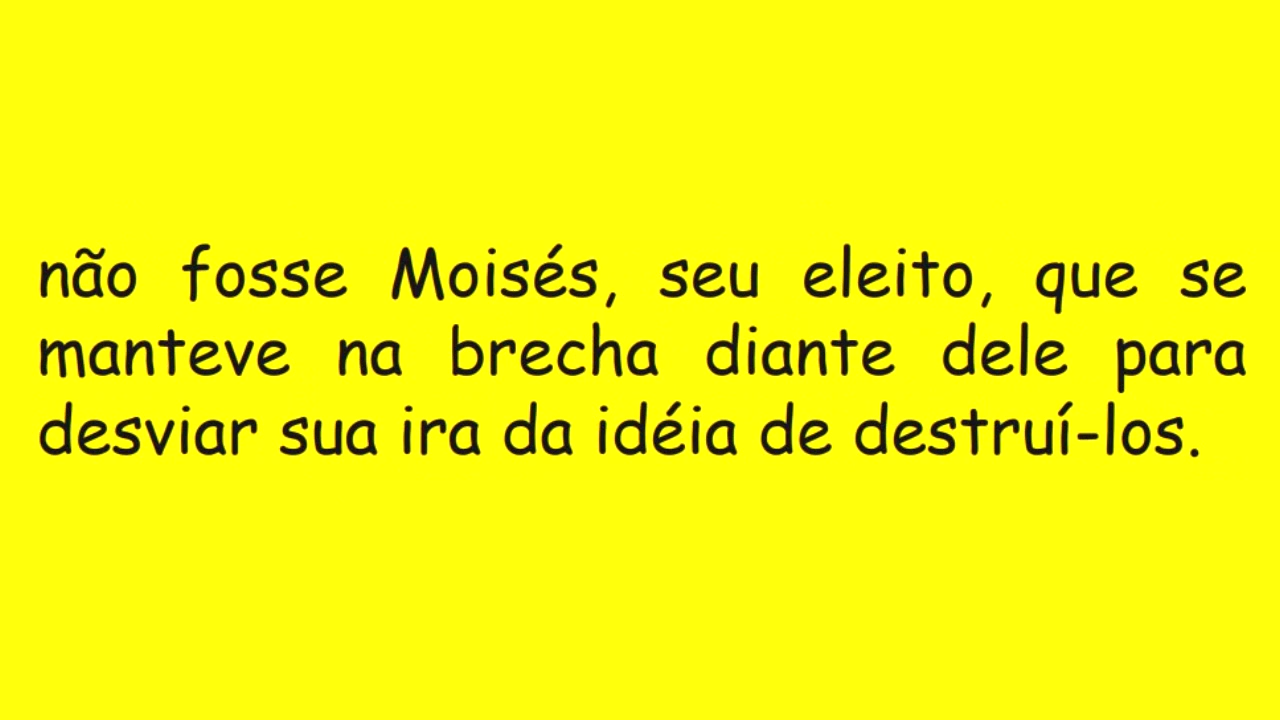 não fosse Moisés, seu eleito, que se
manteve na brecha diante dele para
desviar sua ira da idéia de destruí-los.